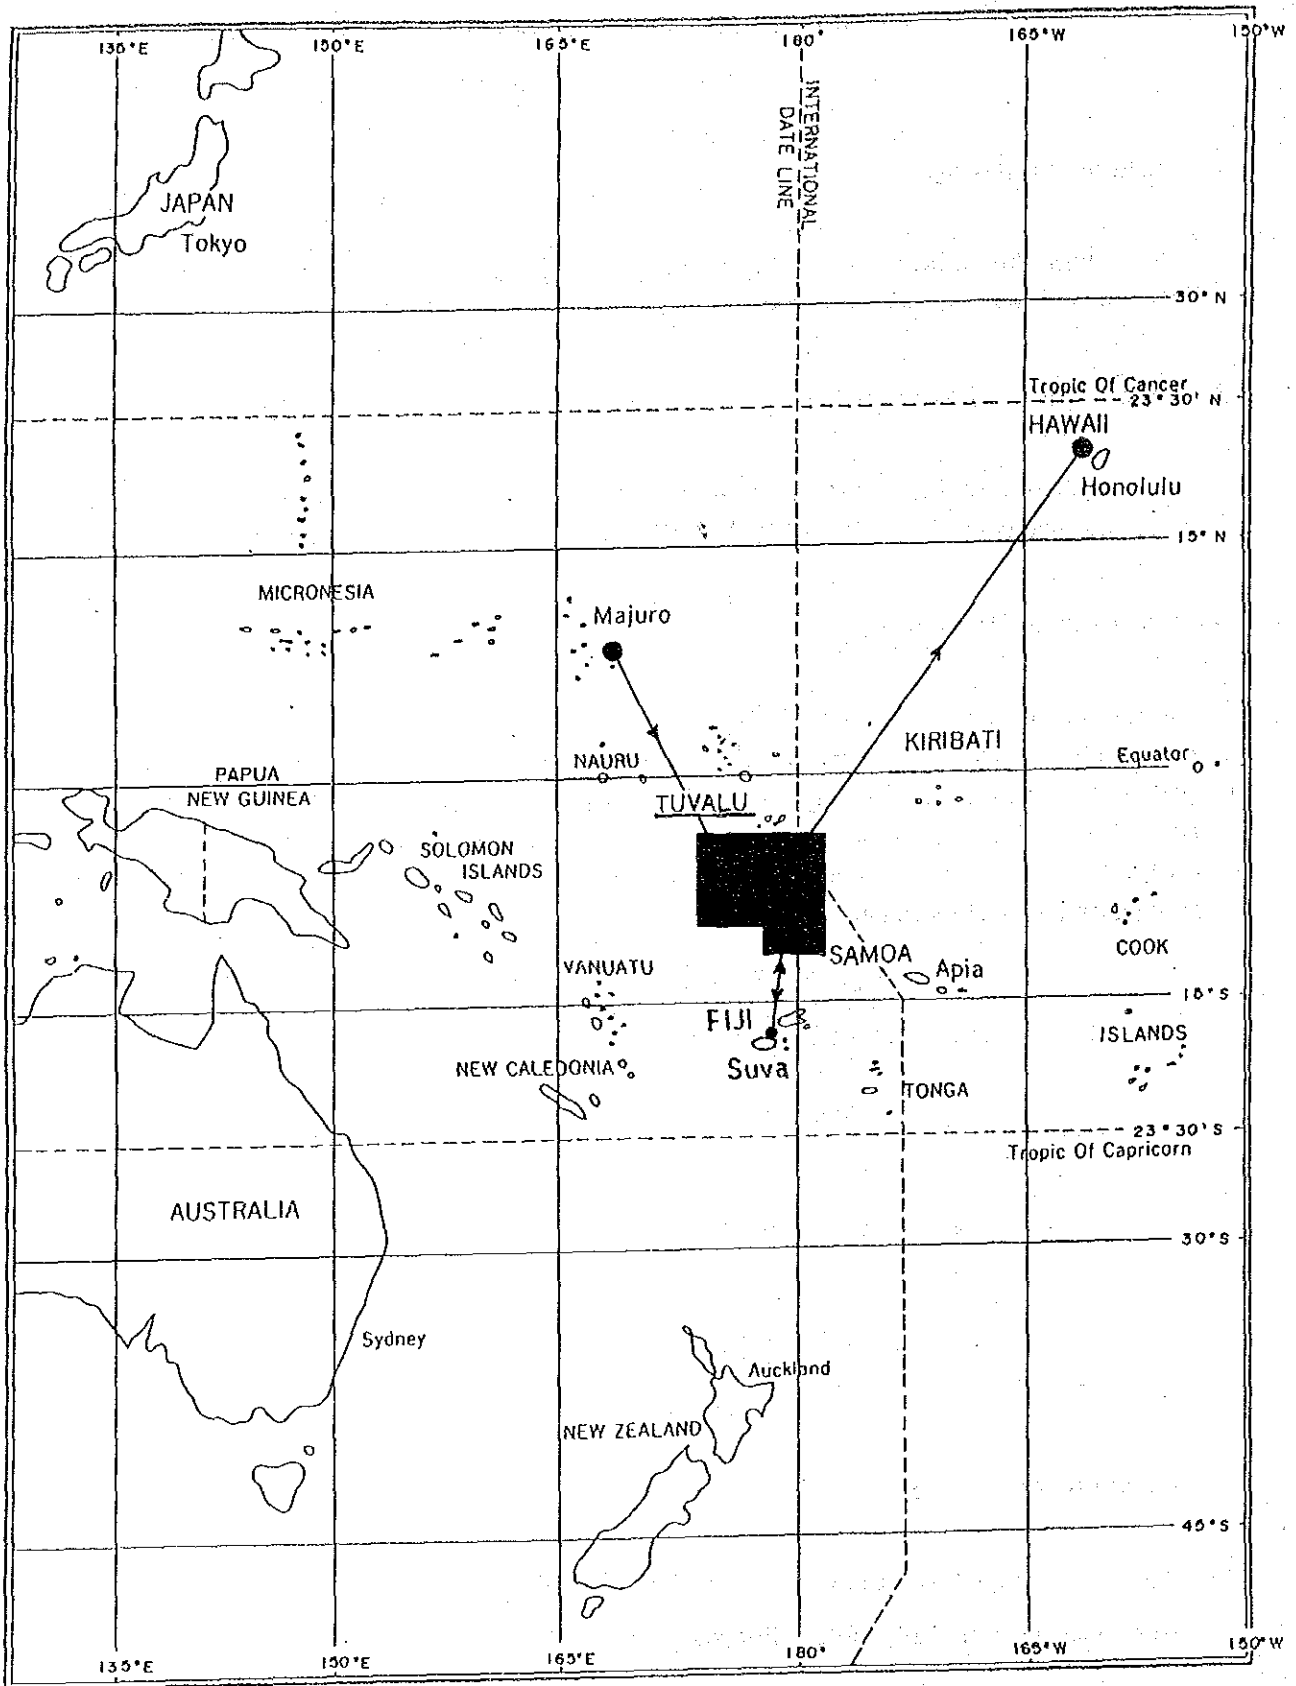 135°E 150°E 165°E 180° 165°W 150°W
INTERNATIONAL
DATE LINE
JAPAN
Tokyo
30°N
Tropic Of Cancer
23°30' N
HAWAII
Honolulu
15°N
MICRONESIA
Majuro
KIRIBATI
NAURU
Equator 0°
PAPUA
NEW GUINEA
TUVALU
SOLOMON
ISLANDS
SAMOA
COOK
VANUATU
Apia
15°S
FIJI
ISLANDS
Suva
NEW CALEDONIA
TONGA
23°30'S
Tropic Of Capricorn
AUSTRALIA
30°S
Sydney
Auckland
NEW ZEALAND
45°S
135°E 150°E 165°E 180° 165°W 150°W